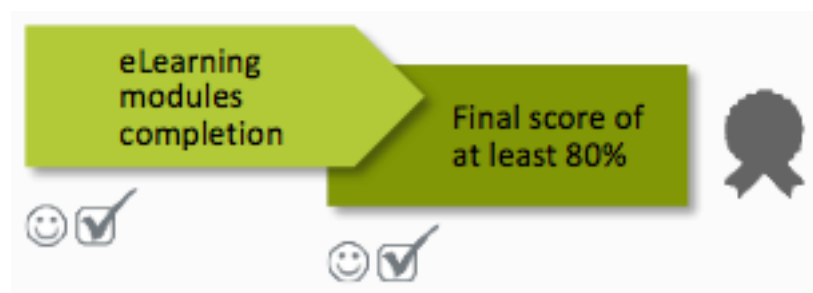 eLearning
modules
completion
Final score of
at least 80%